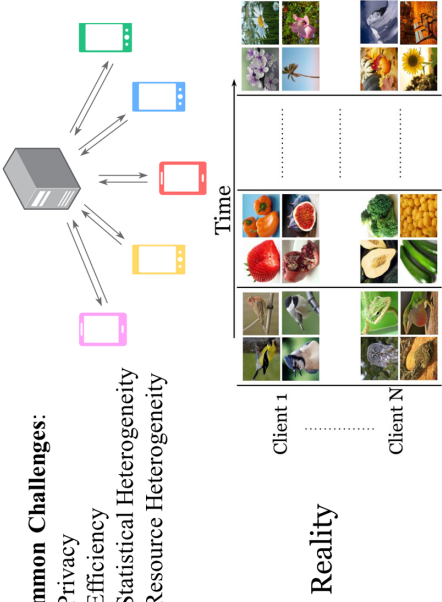 mmon Challenges:
Privacy
Efficiency
Statistical Heterogeneity
Resource Heterogeneity
Time
Client 1
Client N
Reality